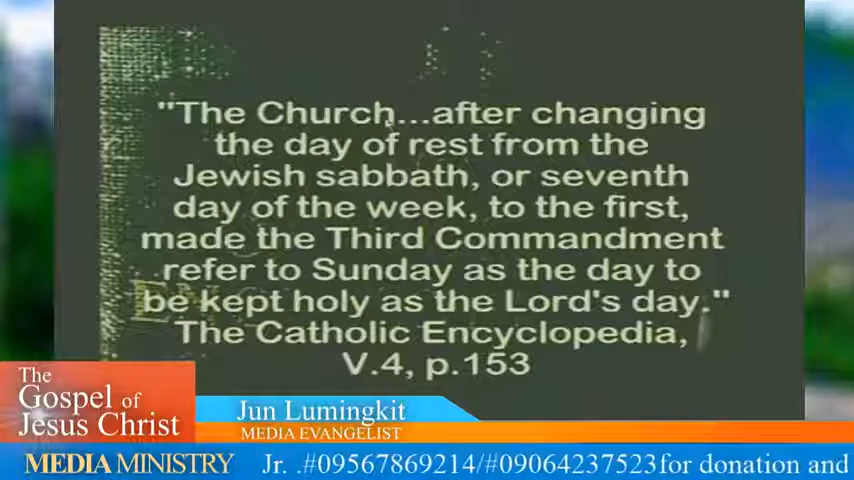 "The Church...after changing
the day of rest from the
Jewish sabbath, or seventh
day of the week, to the first,
made the Third Commandment
refer to Sunday as the day to
be kept holy as the Lord's day."
The Catholic Encyclopedia,
V.4, p.153
The
Gospel of
Jesus Christ
Jun Lumingkit
MEDIA EVANGELIST
MEDIA MINISTRY
Jr. .#09567869214/#09064237523for donation and